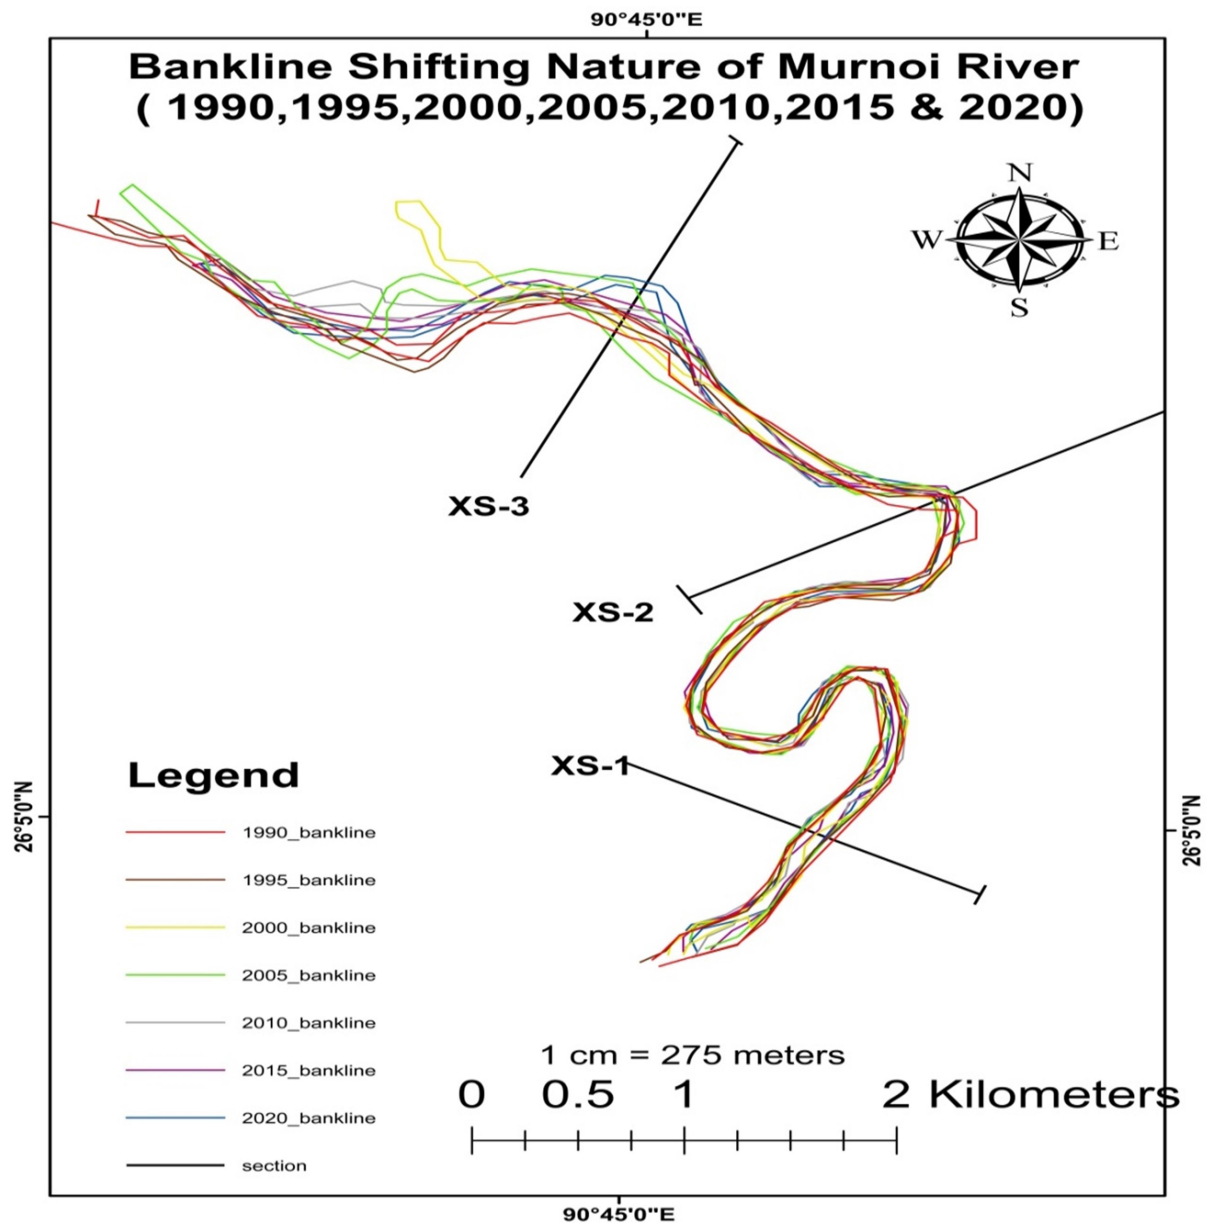 90°45'0"E
Bankline Shifting Nature of Murnoi River
( 1990,1995,2000,2005,2010,2015 & 2020)
N
W E
S
XS-3
XS-2
XS-1
Legend
26°5'0"N
26°5'0"N
1990_bankline
1995_bankline
2000_bankline
2005_bankline
2010_bankline
2015_bankline
2020_bankline
section
1 cm = 275 meters
0 0.5 1 2 Kilometers
90°45'0"E